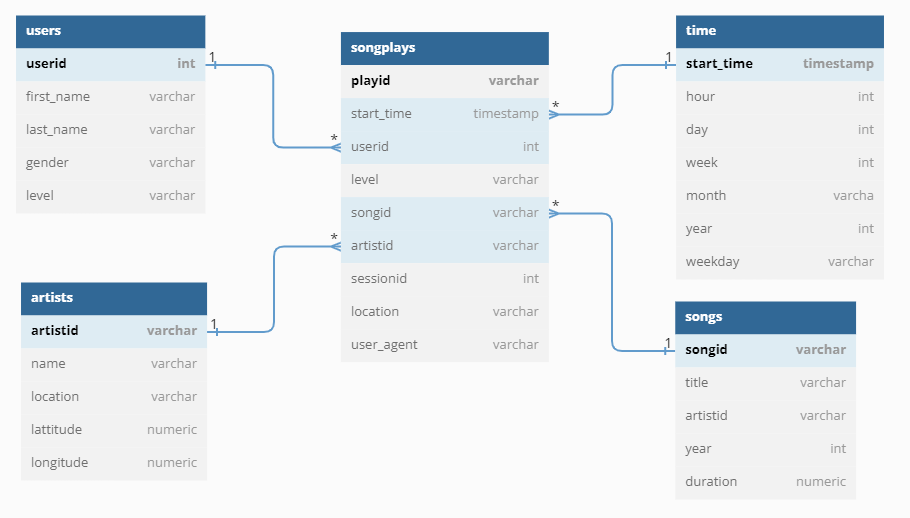 users
userid int
first_name varchar
last_name varchar
gender varchar
level varchar
1
*
songplays
playid varchar
start_time timestamp
userid int
level varchar
songid varchar
artistid varchar
sessionid int
location varchar
user_agent varchar
*
*
*
1
time
start_time timestamp
hour int
day int
week int
month varcha
year int
weekday varchar
artists
artistid varchar
name varchar
location varchar
lattitude numeric
longitude numeric
1
1
songs
songid varchar
title varchar
artistid varchar
year int
duration numeric